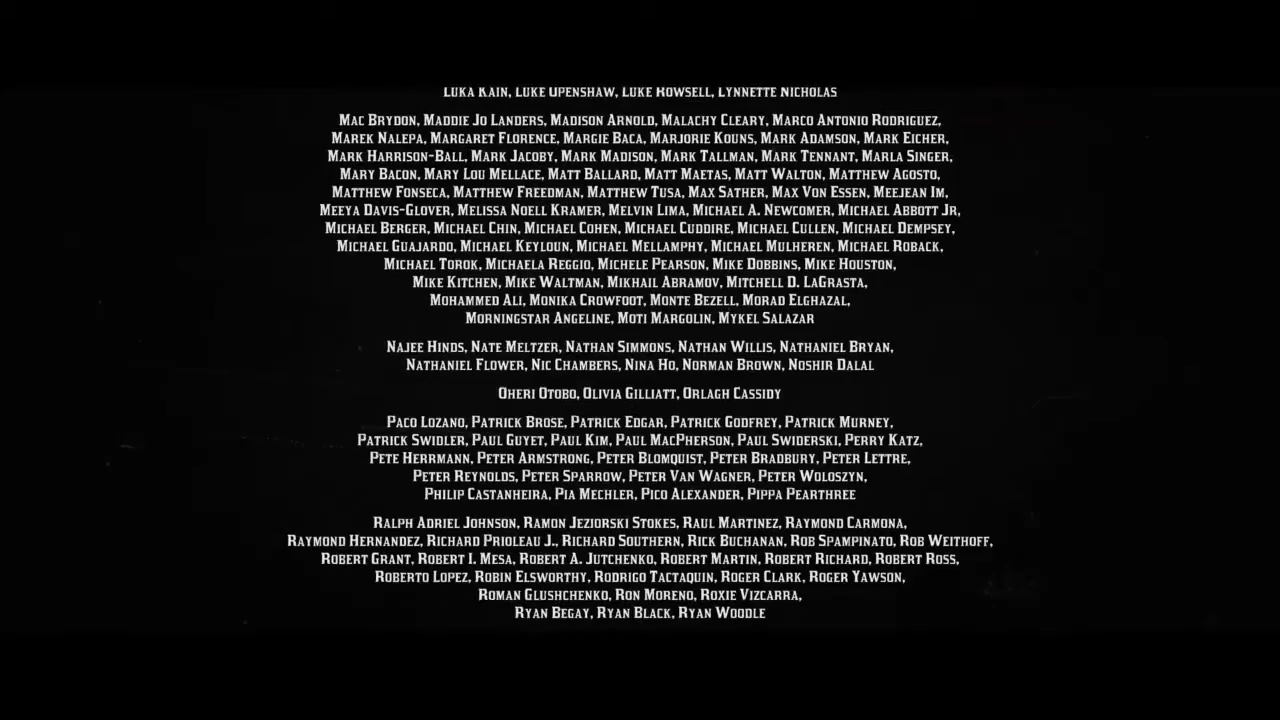 Luka Kain, Luke Openshaw, Luke Rowsell, Lynnette Nicholas
Mac Brydon, Maddie Jo Landers, Madison Arnold, Malachy Cleary, Marco Antonio Rodriguez,
Marek Nalepa, Margaret Florence, Margie Baca, Marjorie Kouns, Mark Adamson, Mark Eicher,
Mark Harrison-Ball, Mark Jacoby, Mark Madison, Mark Tallman, Mark Tennant, Marla Singer,
Mary Bacon, Mary Lou Mellace, Matt Ballard, Matt Maetas, Matt Walton, Matthew Agosto,
Matthew Fonseca, Matthew Freedman, Matthew Tusa, Max Sather, Max Von Essen, Meejean Im,
Meeya Davis-Glover, Melissa Noell Kramer, Melvin Lima, Michael A. Newcomer, Michael Abbott Jr,
Michael Berger, Michael Chin, Michael Cohen, Michael Cuddire, Michael Cullen, Michael Dempsey,
Michael Guajardo, Michael Keyloun, Michael Mellamphy, Michael Mulheren, Michael Roback,
Michael Torok, Michaela Reggio, Michele Pearson, Mike Dobbins, Mike Houston,
Mike Kitchen, Mike Waltman, Mikhail Abramov, Mitchell D. LaGrasta,
Mohammed Ali, Monika Crowfoot, Monte Bezell, Morad Elghazal,
Morningstar Angeline, Moti Margolin, Mykel Salazar
Najee Hinds, Nate Meltzer, Nathan Simmons, Nathan Willis, Nathaniel Bryan,
Nathaniel Flower, Nic Chambers, Nina Ho, Norman Brown, Noshir Dalal
Oheri Otobo, Olivia Gilliatt, Orlagh Cassidy
Paco Lozano, Patrick Brose, Patrick Edgar, Patrick Godfrey, Patrick Murney,
Patrick Swidler, Paul Guyet, Paul Kim, Paul MacPherson, Paul Swiderski, Perry Katz,
Pete Herrmann, Peter Armstrong, Peter Blomquist, Peter Bradbury, Peter Lettre,
Peter Reynolds, Peter Sparrow, Peter Van Wagner, Peter Woloszyn,
Philip Castanheira, Pia Mechler, Pico Alexander, Pippa Pearthree
Ralph Adriel Johnson, Ramon Jeziorski Stokes, Raul Martinez, Raymond Carmona,
Raymond Hernandez, Richard Prioleau J., Richard Southern, Rick Buchanan, Rob Spampinato, Rob Weithoff,
Robert Grant, Robert I. Mesa, Robert A. Jutchenko, Robert Martin, Robert Richard, Robert Ross,
Roberto Lopez, Robin Elsworthy, Rodrigo Tactaquin, Roger Clark, Roger Yawson,
Roman Glushchenko, Ron Moreno, Roxie Vizcarra,
Ryan Begay, Ryan Black, Ryan Woodle